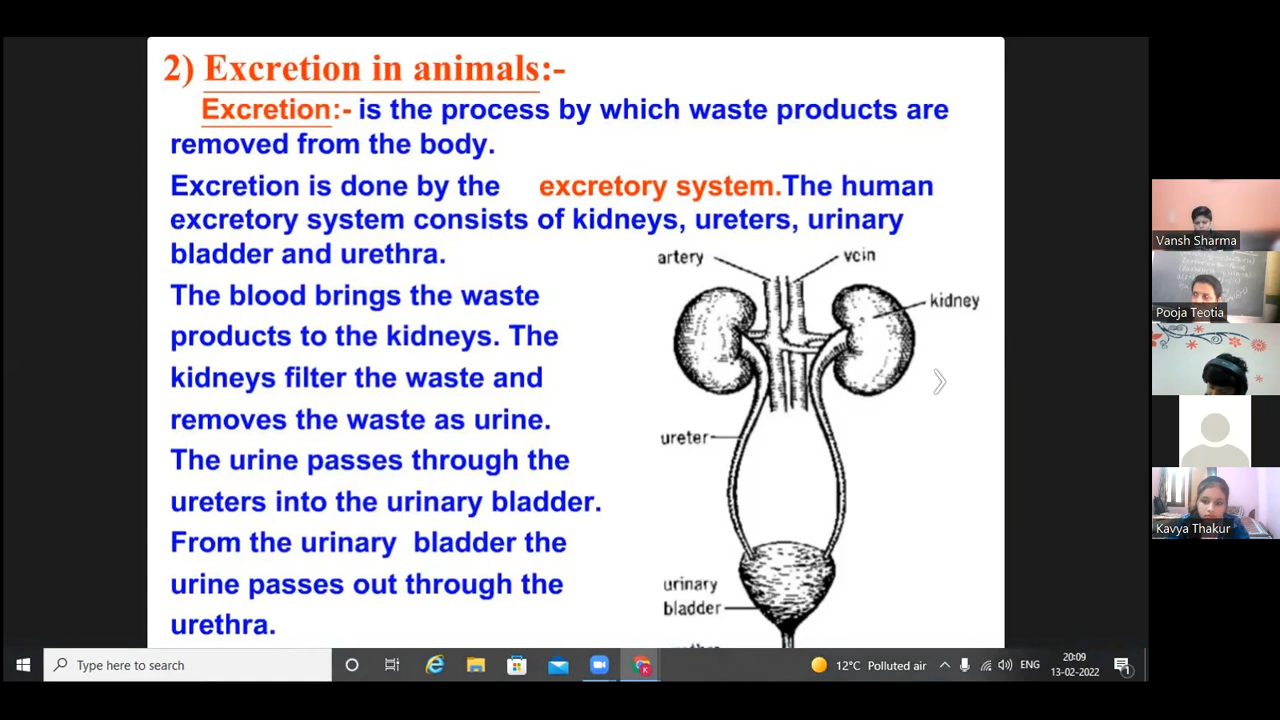 2) Excretion in animals:-
Excretion:- is the process by which waste products are
removed from the body.
Excretion is done by the excretory system.The human
excretory system consists of kidneys, ureters, urinary
bladder and urethra.
The blood brings the waste
products to the kidneys. The
kidneys filter the waste and
removes the waste as urine.
The urine passes through the
ureters into the urinary bladder.
From the urinary bladder the
urine passes out through the
urethra.
artery
vein
kidney
ureter
urinary
bladder
Vansh Sharma
Pooja Teotia
Kavya Thakur
Type here to search
12°C Polluted air
ENG
20:09
13-02-2022
1